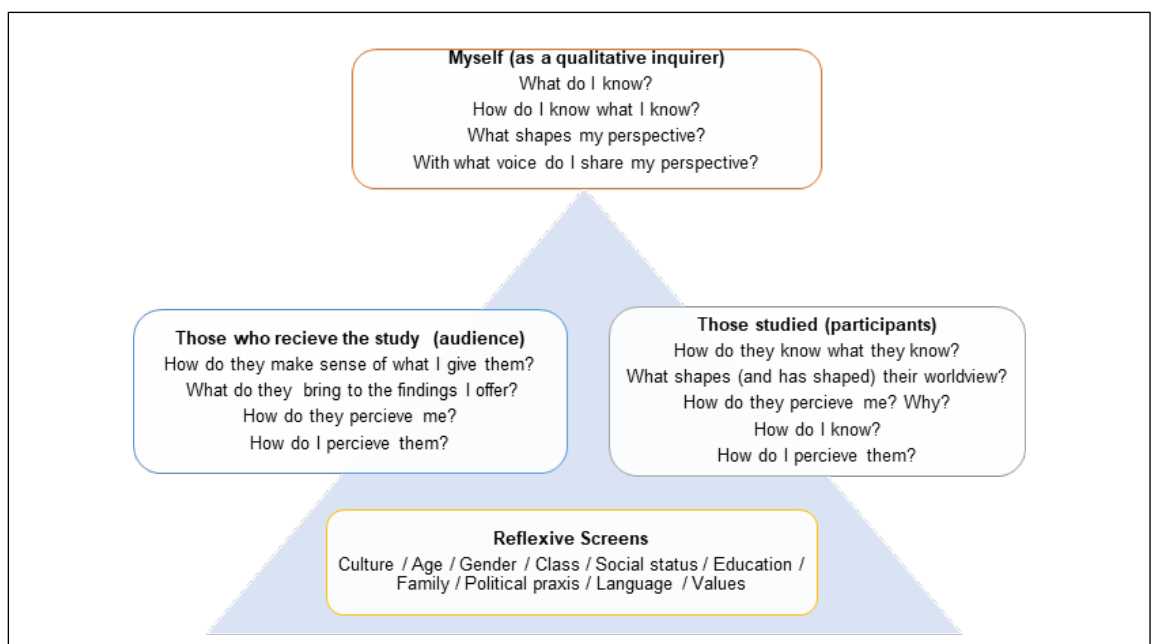 Myself (as a qualitative inquirer)
What do I know?
How do I know what I know?
What shapes my perspective?
With what voice do I share my perspective?
Those who recieve the study (audience)
How do they make sense of what I give them?
What do they bring to the findings I offer?
How do they percieve me?
How do I percieve them?
Those studied (participants)
How do they know what they know?
What shapes (and has shaped) their worldview?
How do they percieve me? Why?
How do I know?
How do I percieve them?
Reflexive Screens
Culture / Age / Gender / Class / Social status / Education /
Family / Political praxis / Language / Values